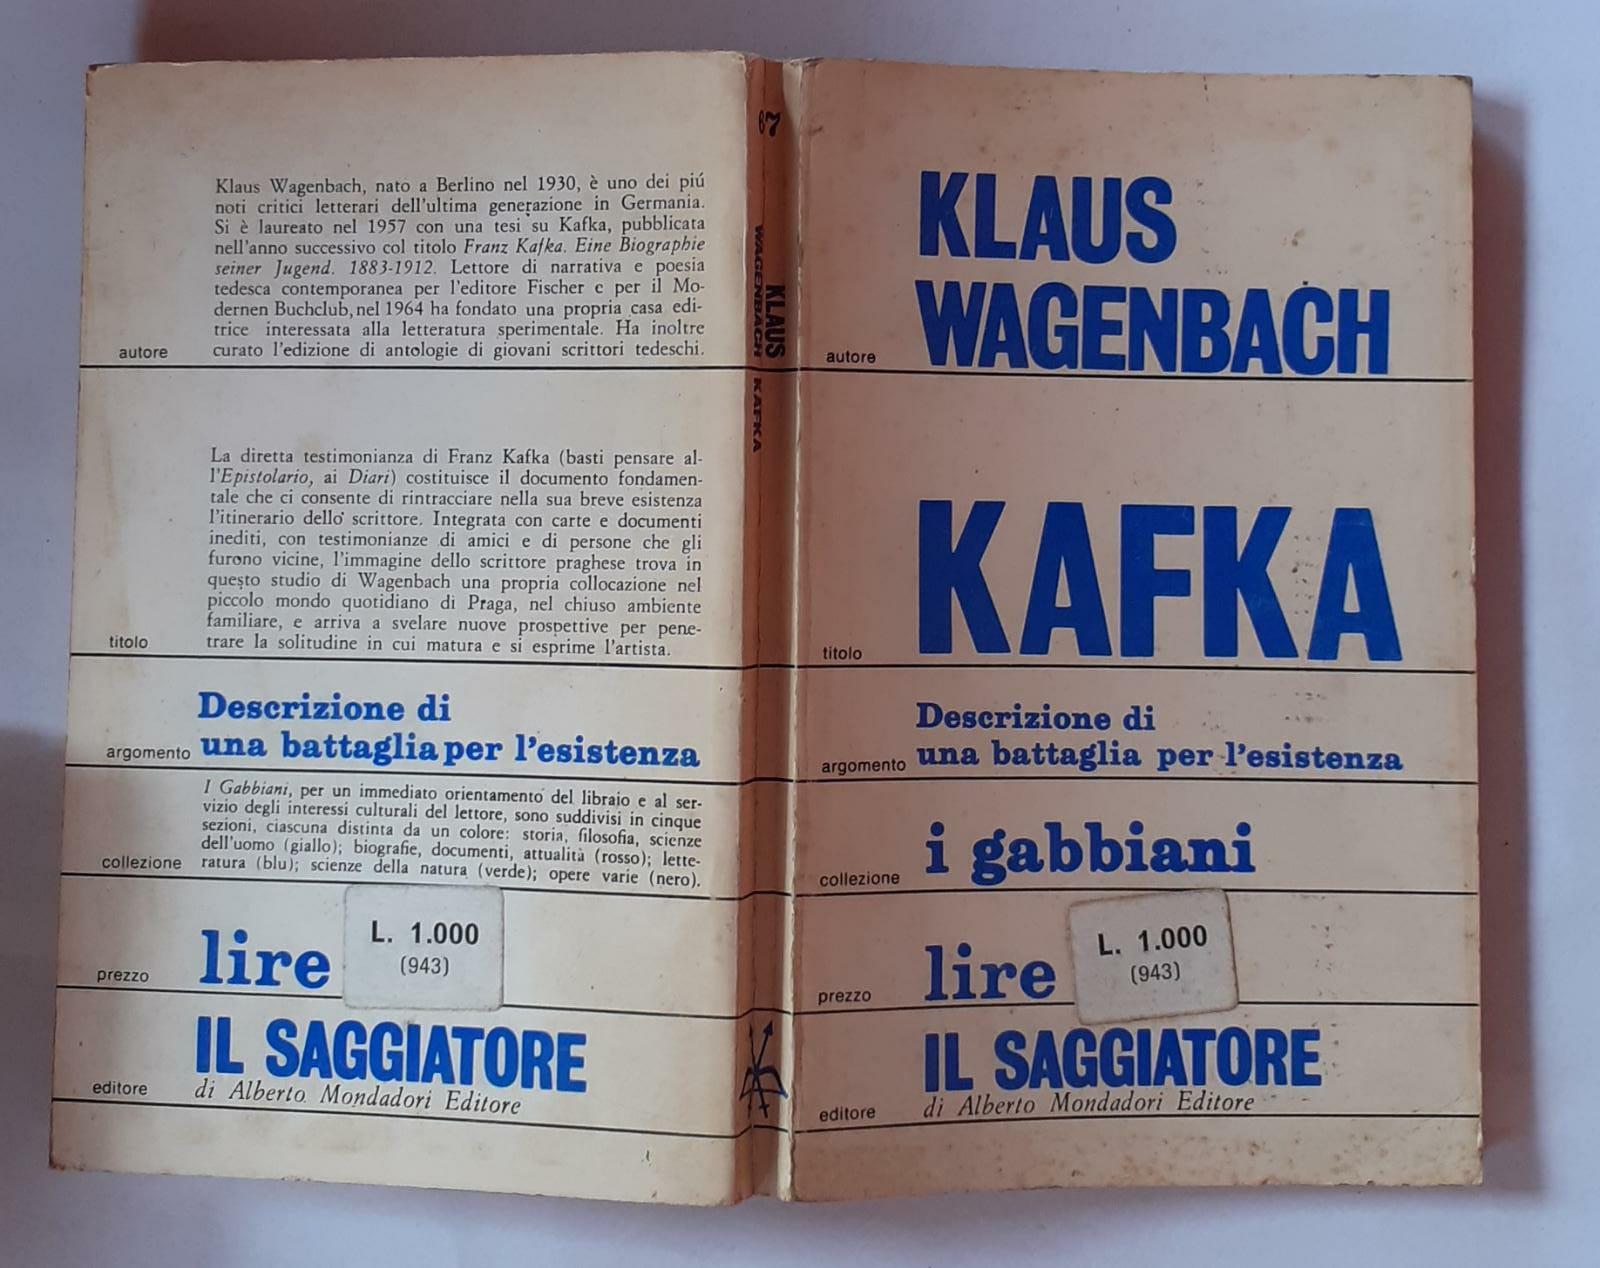 Klaus Wagenbach, nato a Berlino nel 1930, è uno dei piú
noti critici letterari dell'ultima generazione in Germania.
Si è laureato nel 1957 con una tesi su Kafka, pubblicata
nell'anno successivo col titolo Franz Kafka. Eine Biographie
seiner Jugend. 1883-1912. Lettore di narrativa e poesia
tedesca contemporanea per l'editore Fischer e per il Mo-
dernen Buchclub, nel 1964 ha fondato una propria casa edi-
trice interessata alla letteratura sperimentale. Ha inoltre
autore curato l'edizione di antologie di giovani scrittori tedeschi.
La diretta testimonianza di Franz Kafka (basti pensare al-
l'Epistolario, ai Diari) costituisce il documento fondamen-
tale che ci consente di rintracciare nella sua breve esistenza
l'itinerario dello scrittore. Integrata con carte e documenti
inediti, con testimonianze di amici e di persone che gli
furono vicine, l'immagine dello scrittore praghese trova in
questo studio di Wagenbach una propria collocazione nel
piccolo mondo quotidiano di Praga, nel chiuso ambiente
familiare, e arriva a svelare nuove prospettive per pene-
titolo trare la solitudine in cui matura e si esprime l'artista.
Descrizione di
argomento una battaglia per l'esistenza
I Gabbiani, per un immediato orientamento del libraio e al ser-
vizio degli interessi culturali del lettore, sono suddivisi in cinque
sezioni, ciascuna distinta da un colore: storia, filosofia, scienze
dell'uomo (giallo); biografie, documenti, attualità (rosso); lette-
collezione ratura (blu); scienze della natura (verde); opere varie (nero).
prezzo lire L. 1.000
(943)
IL SAGGIATORE
editore di Alberto Mondadori Editore
67
KLAUS
WAGENBACH KAFKA
KLAUS
autore WAGENBACH
titolo KAFKA
Descrizione di
argomento una battaglia per l'esistenza
collezione i gabbiani
prezzo lire L. 1.000
(943)
IL SAGGIATORE
editore di Alberto Mondadori Editore